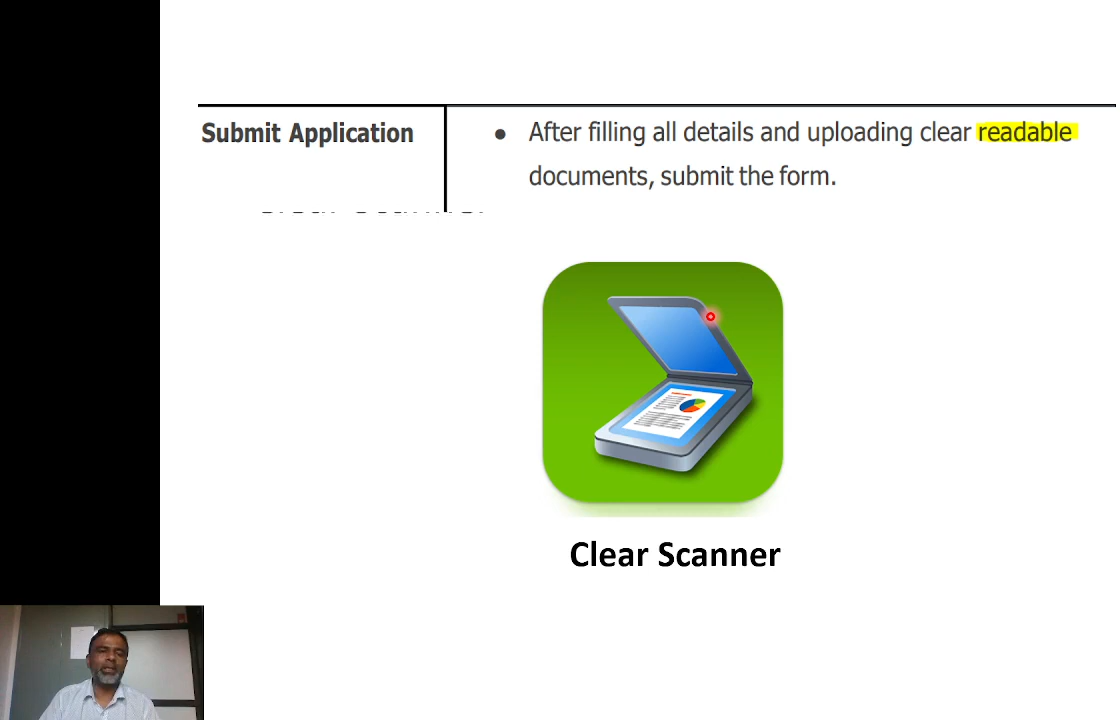 Submit Application
• After filling all details and uploading clear readable
documents, submit the form.
Clear Scanner